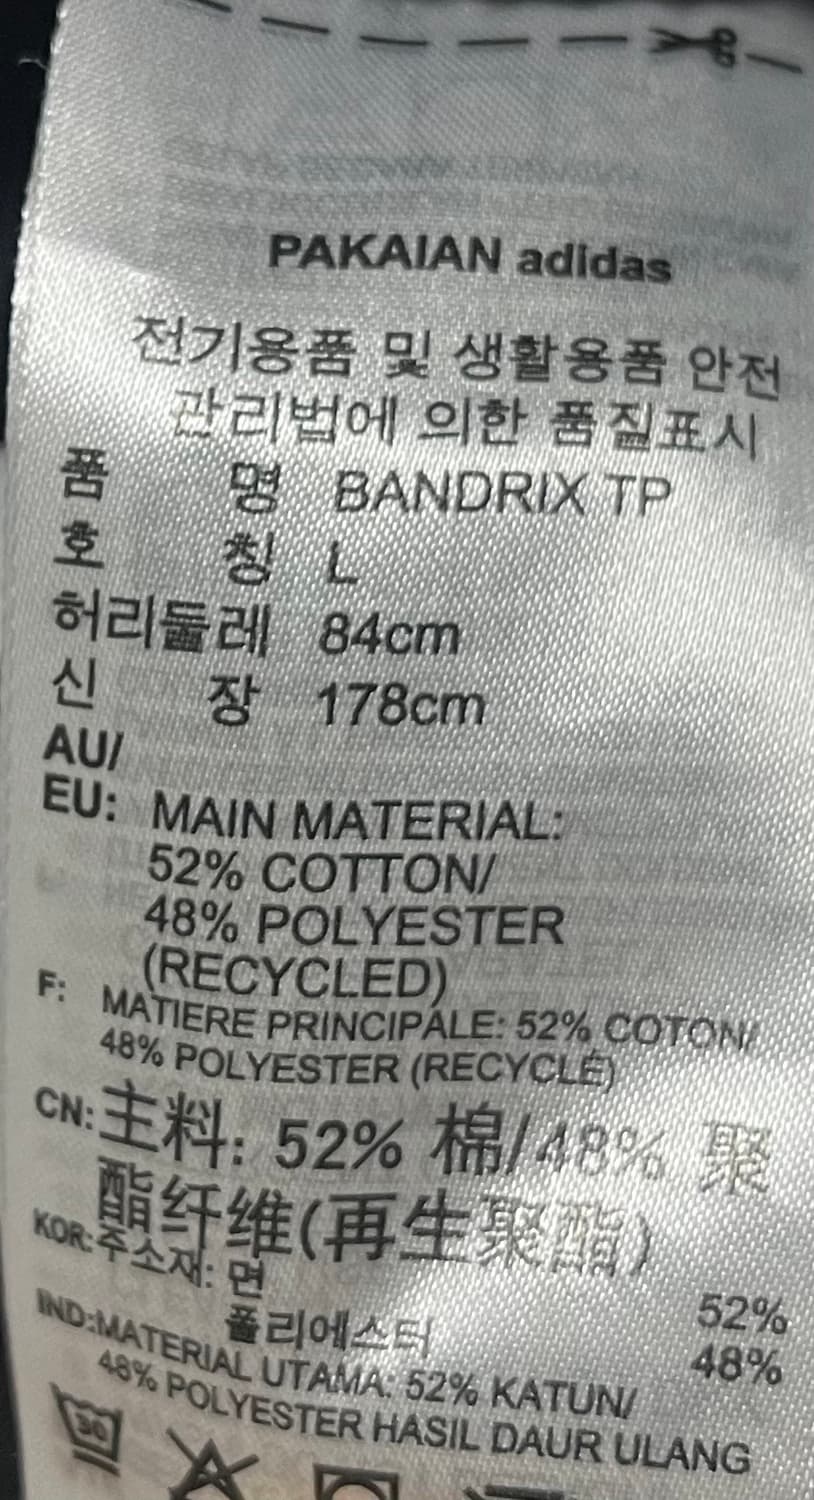 PAKAIAN adidas
전기용품 및 생활용품 안전
관리법에 의한 품질표시
품 명 BANDRIX TP
호 칭 L
허리둘레 84cm
신 장 178cm
AU/
EU: MAIN MATERIAL:
52% COTTON/
48% POLYESTER
(RECYCLED)
F: MATIERE PRINCIPALE: 52% COTON/
48% POLYESTER (RECYCLÉ)
CN: 主料: 52% 棉/48% 聚
酯纤维(再生聚酯)
KOR: 주소재: 면 52%
폴리에스터 48%
IND: MATERIAL UTAMA: 52% KATUN/
48% POLYESTER HASIL DAUR ULANG
30